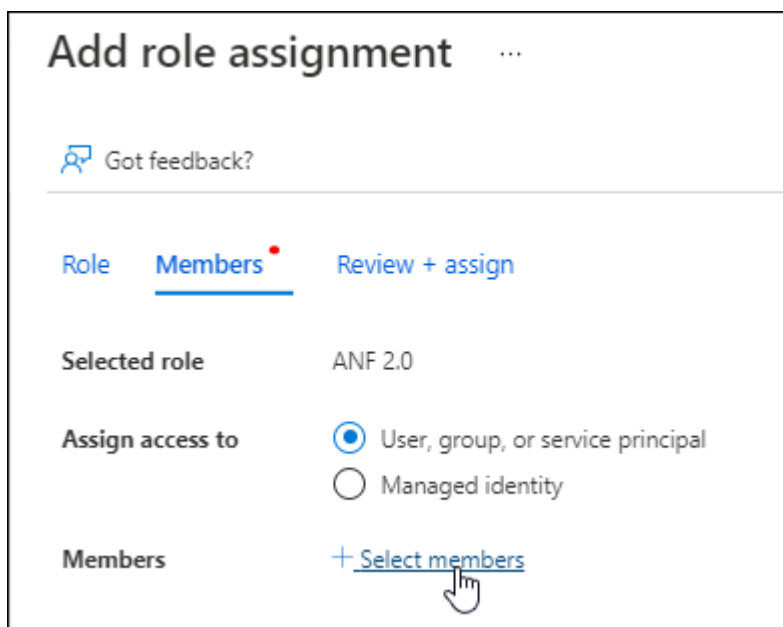 Add role assignment ...
Got feedback?
Role Members Review + assign
Selected role ANF 2.0
Assign access to User, group, or service principal
Managed identity
Members + Select members